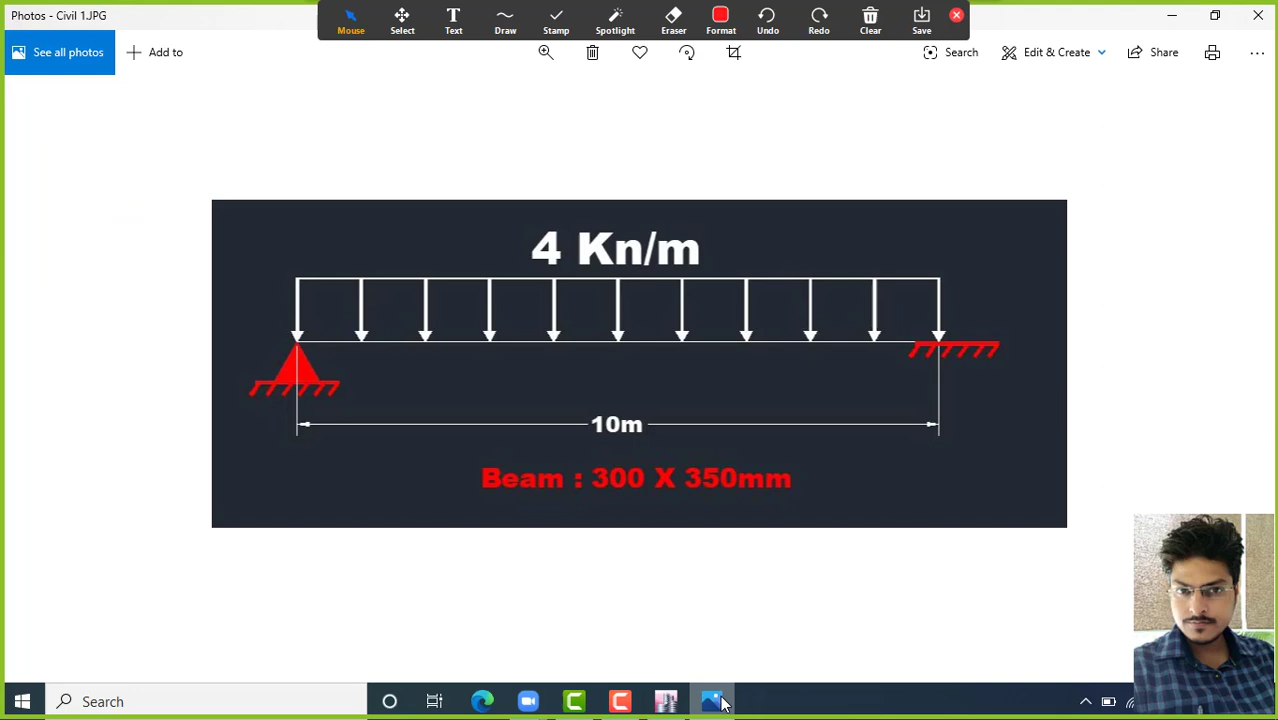 Photos - Civil 1.JPG
Mouse
Select
Text
Draw
Stamp
Spotlight
Eraser
Format
Undo
Redo
Clear
Save
See all photos
Add to
Search
Edit & Create
Share
4 Kn/m
10m
Beam : 300 X 350mm
Search